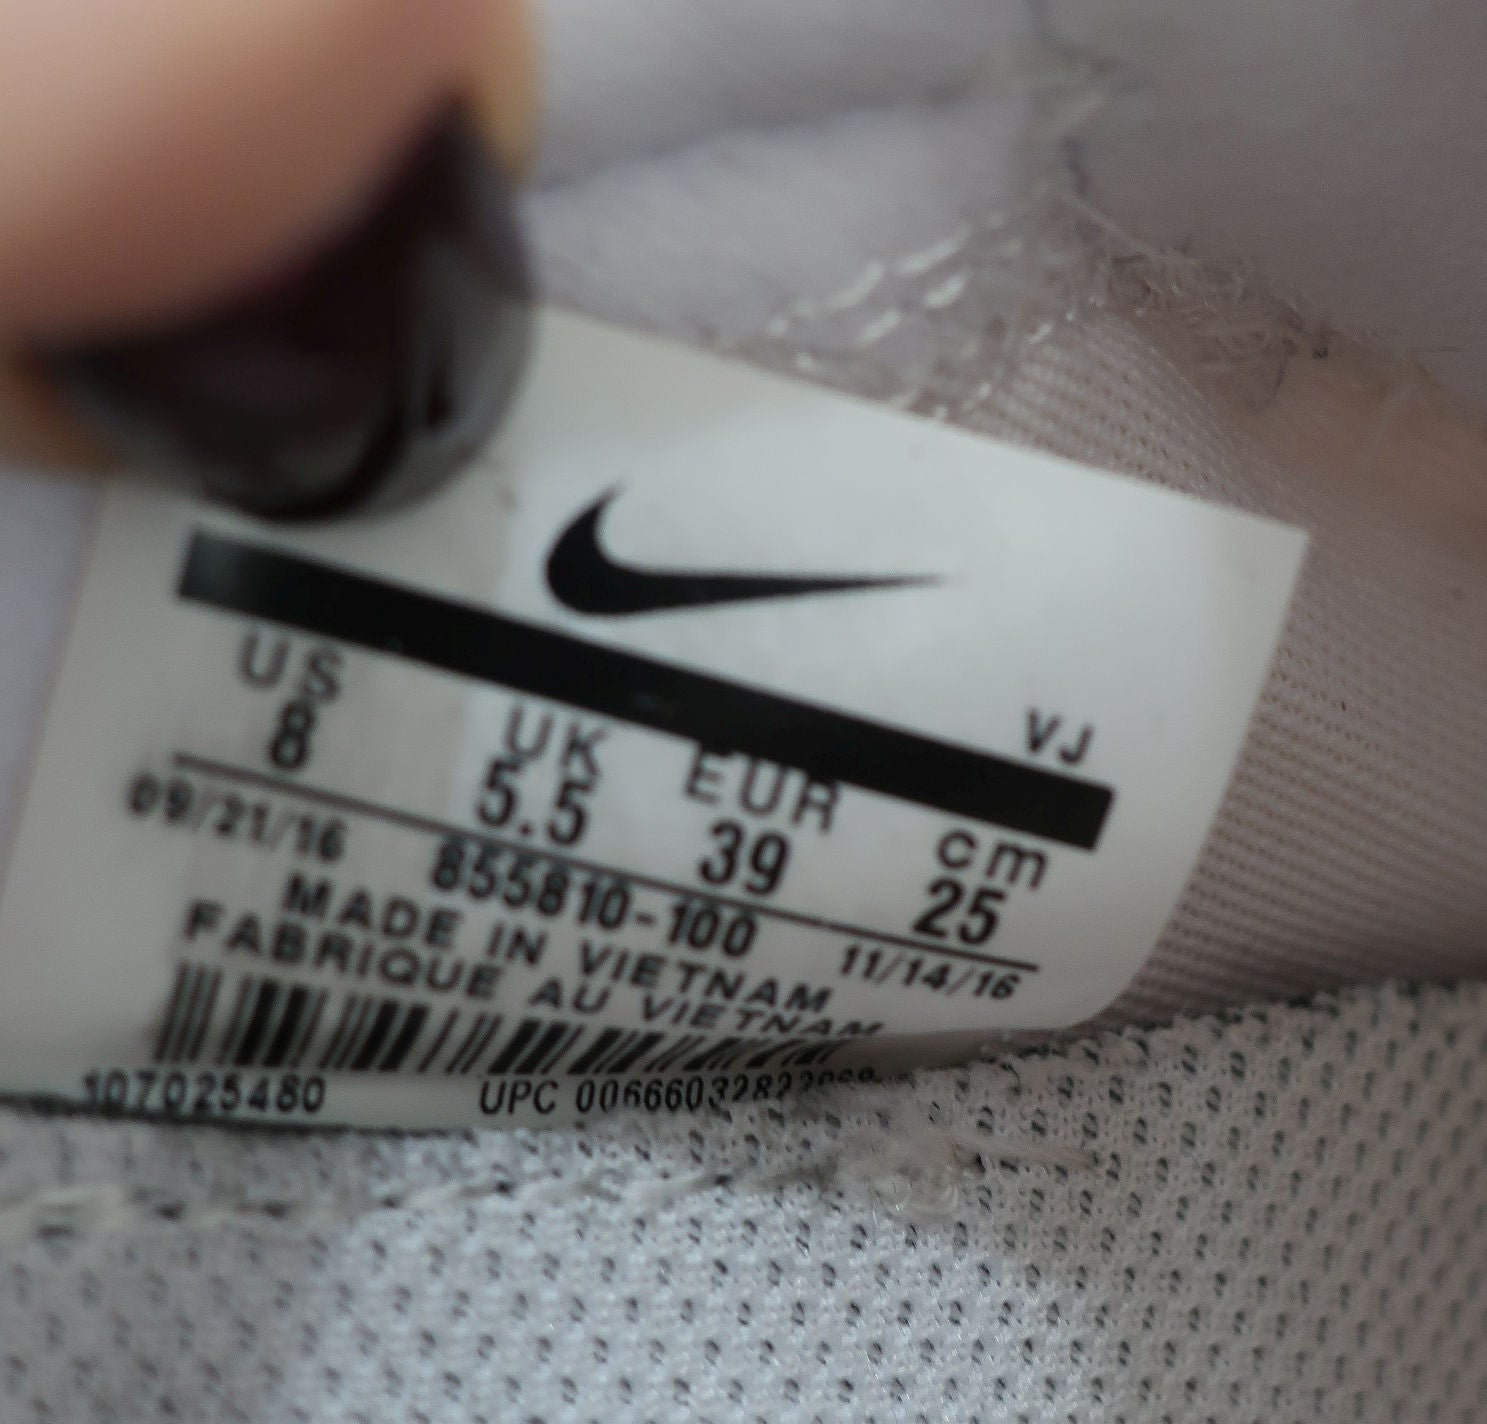 VJ
US UK EUR cm
8 5.5 39 25
09/21/16 855810-100 11/14/16
MADE IN VIETNAM
FABRIQUE AU VIETNAM
107025480 UPC